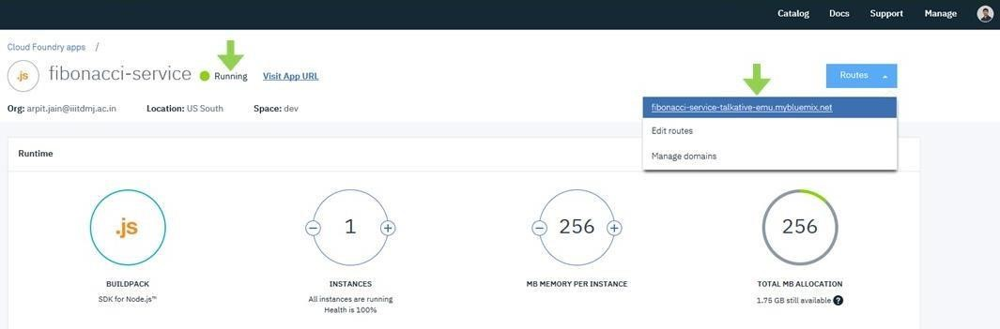 Catalog Docs Support Manage
Cloud Foundry apps /
.js fibonacci-service Running Visit App URL Routes
Org: arpit.jain@iiitdmj.ac.in Location: US South Space: dev
fibonacci-service-talkative-emu.mybluemix.net
Edit routes
Manage domains
Runtime
.js 1 256 256
BUILDPACK INSTANCES MB MEMORY PER INSTANCE TOTAL MB ALLOCATION
SDK for Node.js™ All instances are running 1.75 GB still available ?
Health is 100%